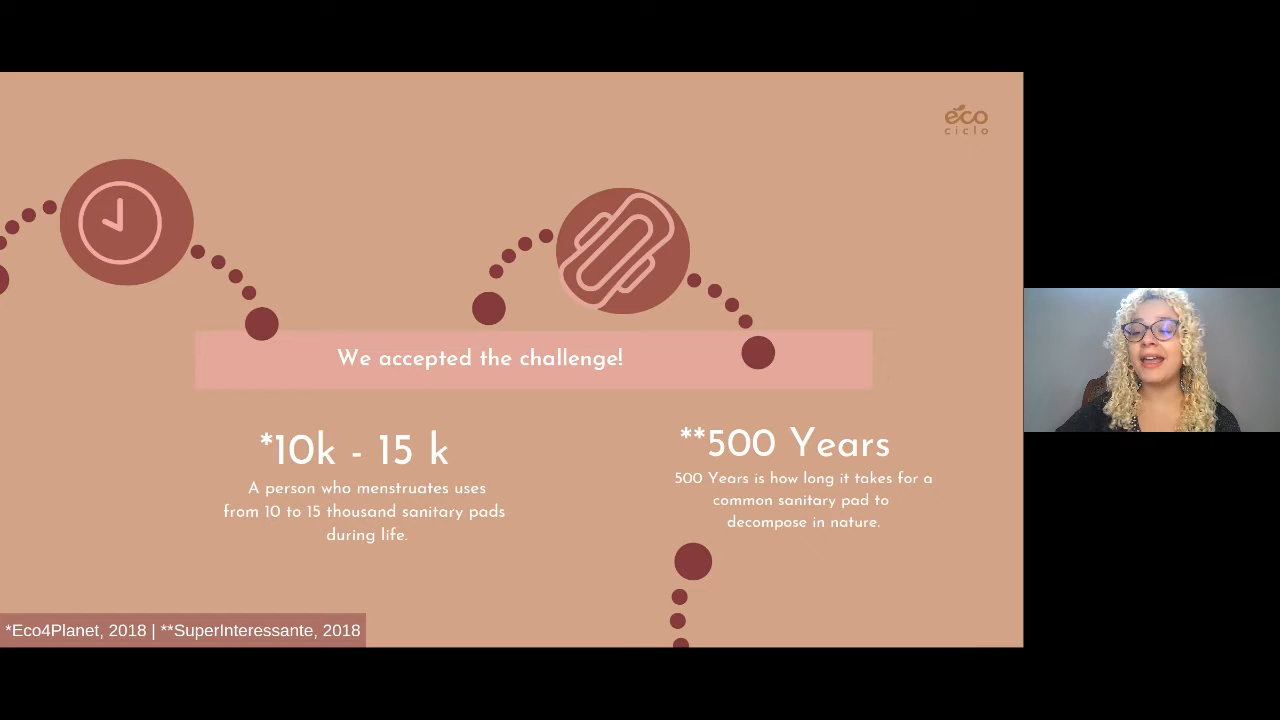 eco
ciclo
We accepted the challenge!
*10k - 15 k
A person who menstruates uses
from 10 to 15 thousand sanitary pads
during life.
**500 Years
500 Years is how long it takes for a
common sanitary pad to
decompose in nature.
*Eco4Planet, 2018 | **SuperInteressante, 2018